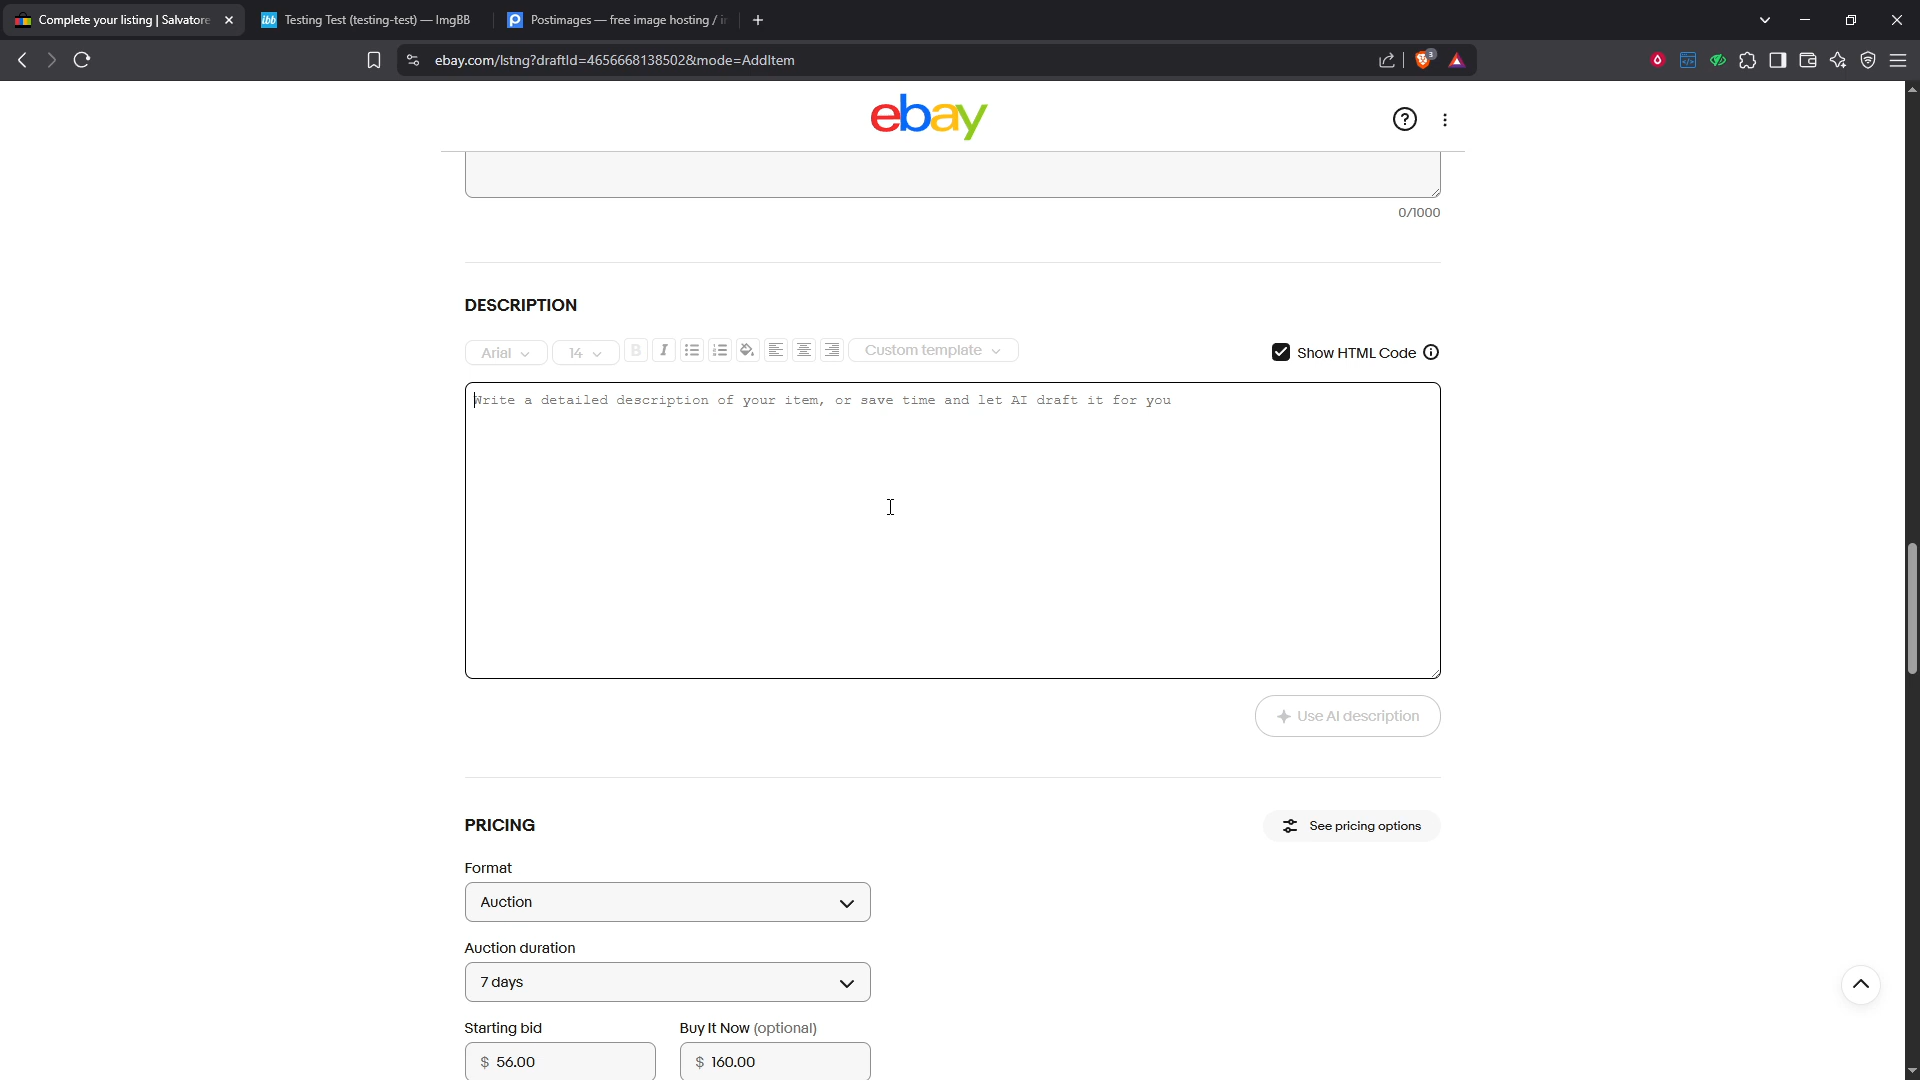 Complete your listing | Salvatore
Testing Test (testing-test) — ImgBB
Postimages — free image hosting / i
ebay.com/lstng?draftId=4656668138502&mode=AddItem
3
ebay
0/1000
DESCRIPTION
Arial
14
B
I
Custom template
Show HTML Code
Write a detailed description of your item, or save time and let AI draft it for you
Use AI description
PRICING
See pricing options
Format
Auction
Auction duration
7 days
Starting bid
Buy It Now (optional)
$ 56.00
$ 160.00